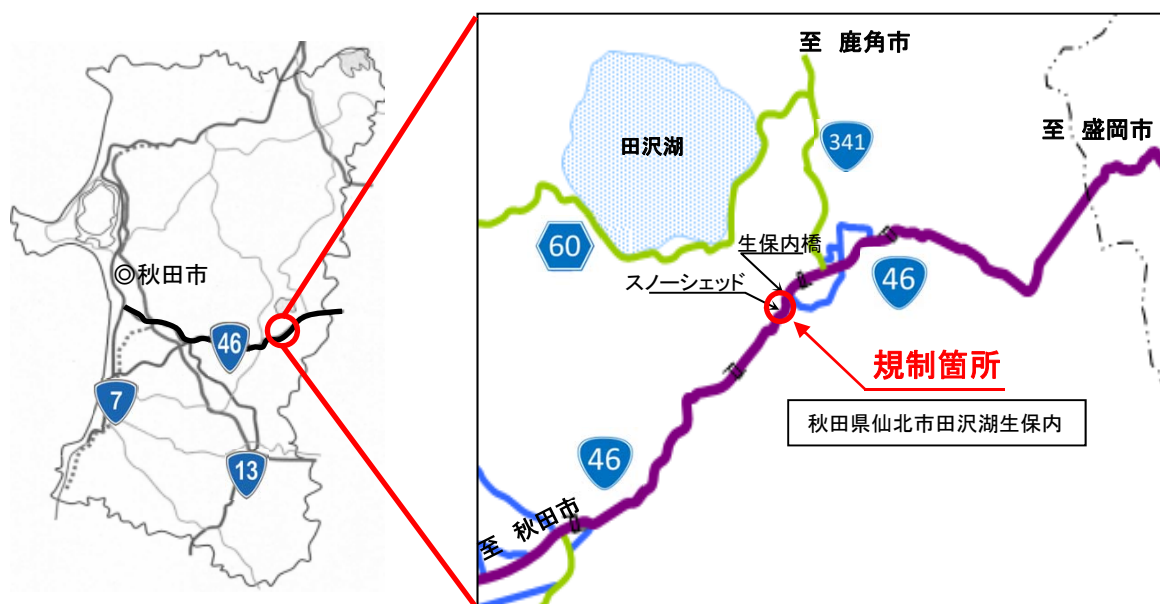 秋田市
46
7
13
至 鹿角市
田沢湖
341
至 盛岡市
60
生保内橋
スノーシェッド
46
規制箇所
秋田県仙北市田沢湖生保内
46
至 秋田市